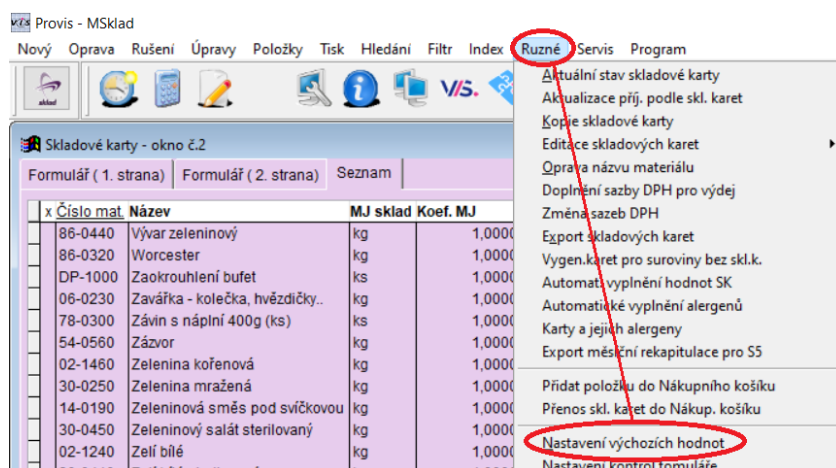 Provis - MSklad
Nový Oprava Rušení Úpravy Položky Tisk Hledání Filtr Index Ruzné Servis Program
sklad
VIS.
Skladové karty - okno č.2
Formulář ( 1. strana) Formulář ( 2. strana) Seznam
x Číslo mat. Název MJ sklad Koef. MJ
86-0440 Vývar zeleninový kg 1,0000
86-0320 Worcester kg 1,0000
DP-1000 Zaokrouhlení bufet ks 1,0000
06-0230 Zavářka - kolečka, hvězdičky.. kg 1,0000
78-0300 Závin s náplní 400g (ks) ks 1,0000
54-0560 Zázvor kg 1,0000
02-1460 Zelenina kořenová kg 1,0000
30-0250 Zelenina mražená kg 1,0000
14-0190 Zeleninová směs pod svíčkovou kg 1,0000
30-0450 Zeleninový salát sterilovaný kg 1,0000
02-1240 Zelí bílé kg 1,0000
Aktuální stav skladové karty
Aktualizace příj. podle skl. karet
Kopie skladové karty
Editace skladových karet
Oprava názvu materiálu
Doplnění sazby DPH pro výdej
Změna sazeb DPH
Export skladových karet
Vygen.karet pro suroviny bez skl.k.
Automat. vyplnění hodnot SK
Automatické vyplnění alergenů
Karty a jejich alergeny
Export měsíční rekapitulace pro S5
Přidat položku do Nákupního košíku
Přenos skl. karet do Nákup. košíku
Nastavení výchozích hodnot
Nastavení kontrol fomuláře